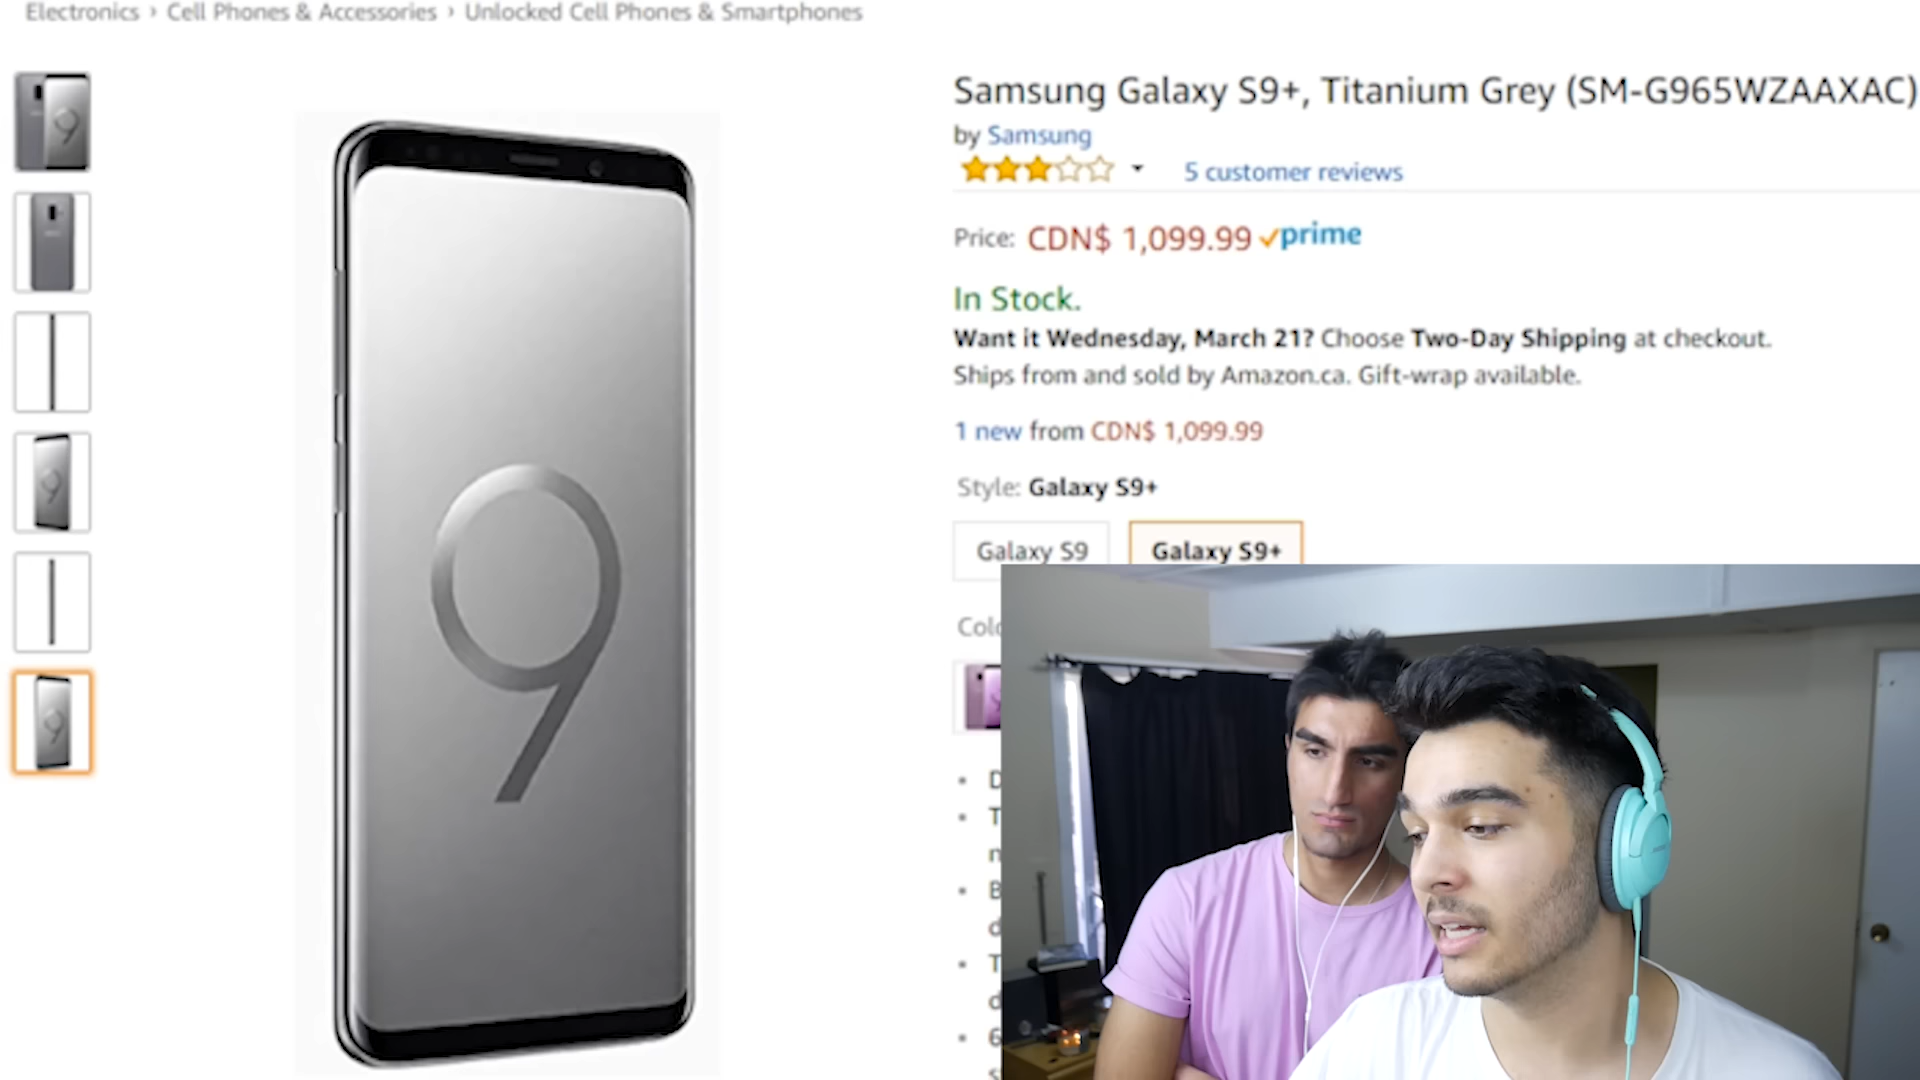 Electronics › Cell Phones & Accessories › Unlocked Cell Phones & Smartphones
Samsung Galaxy S9+, Titanium Grey (SM-G965WZAAXAC)
by Samsung
5 customer reviews
Price: CDN$ 1,099.99 prime
In Stock.
Want it Wednesday, March 21? Choose Two-Day Shipping at checkout.
Ships from and sold by Amazon.ca. Gift-wrap available.
1 new from CDN$ 1,099.99
Style: Galaxy S9+
Galaxy S9
Galaxy S9+
9